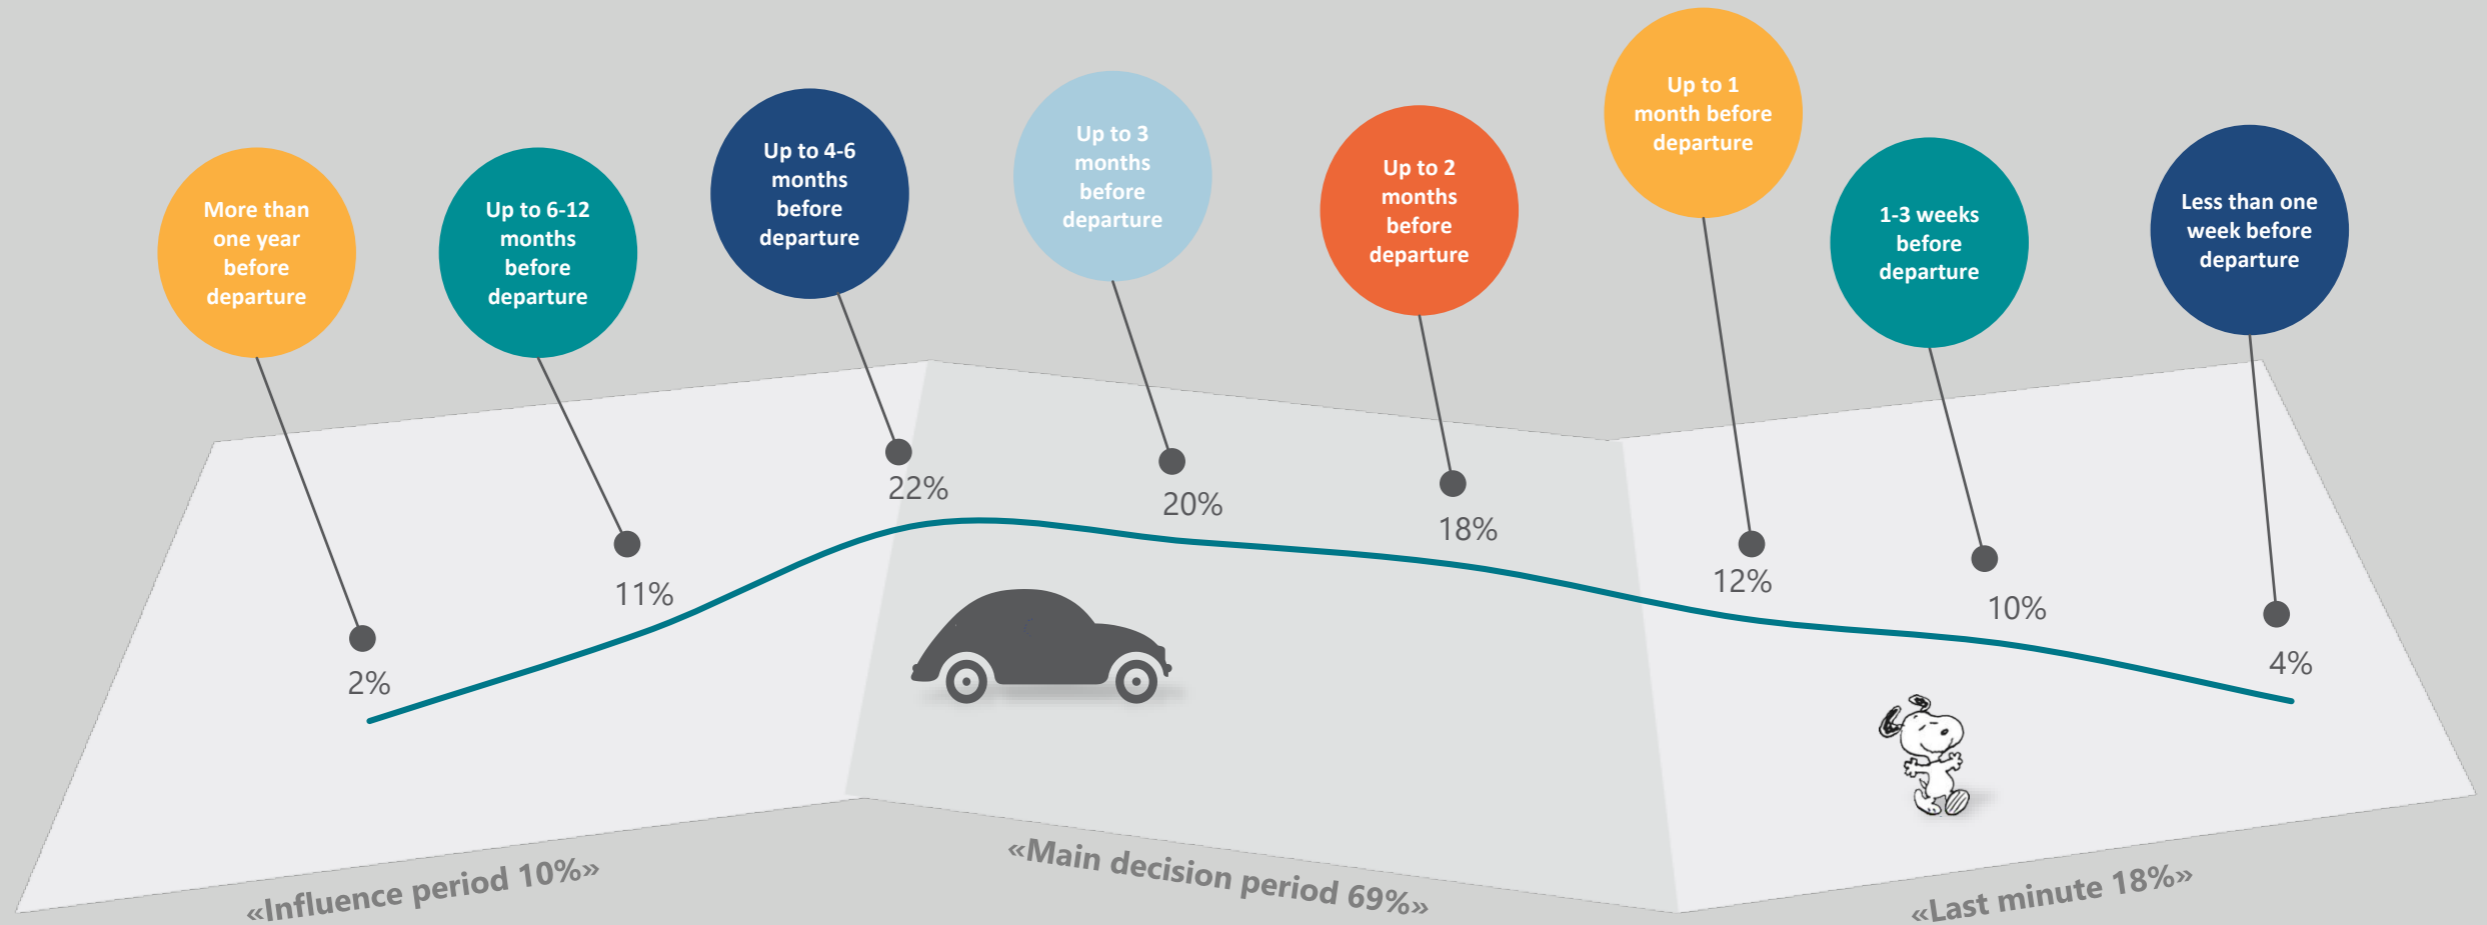 More than
one year
before
departure
Up to 6-12
months
before
departure
Up to 4-6
months
before
departure
Up to 3
months
before
departure
Up to 2
months
before
departure
Up to 1
month before
departure
1-3 weeks
before
departure
Less than one
week before
departure
2%
11%
22%
20%
18%
12%
10%
4%
«Influence period 10%»
«Main decision period 69%»
«Last minute 18%»